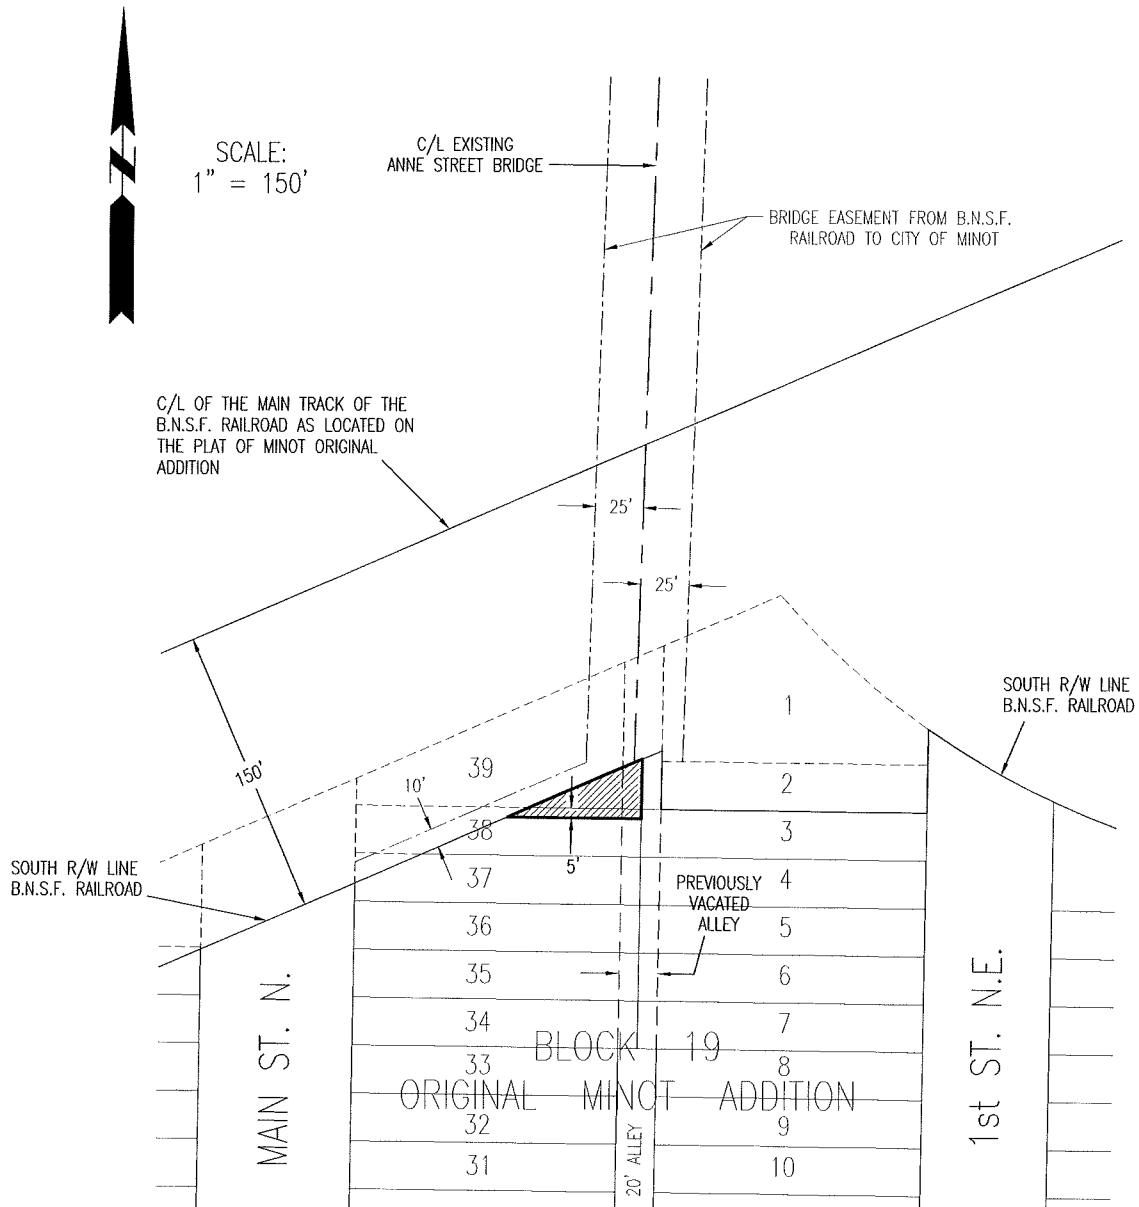 N
SCALE:
1" = 150'
C/L EXISTING
ANNE STREET BRIDGE
BRIDGE EASEMENT FROM B.N.S.F.
RAILROAD TO CITY OF MINOT
C/L OF THE MAIN TRACK OF THE
B.N.S.F. RAILROAD AS LOCATED ON
THE PLAT OF MINOT ORIGINAL
ADDITION
25'
25'
SOUTH R/W LINE
B.N.S.F. RAILROAD
1
150'
39
10'
2
38
3
5'
SOUTH R/W LINE
B.N.S.F. RAILROAD
37
PREVIOUSLY
VACATED
ALLEY
4
36
5
35
6
34
7
BLOCK 19
33
8
ORIGINAL MINOT ADDITION
32
9
31
10
20' ALLEY
MAIN ST. N.
1st ST. N.E.